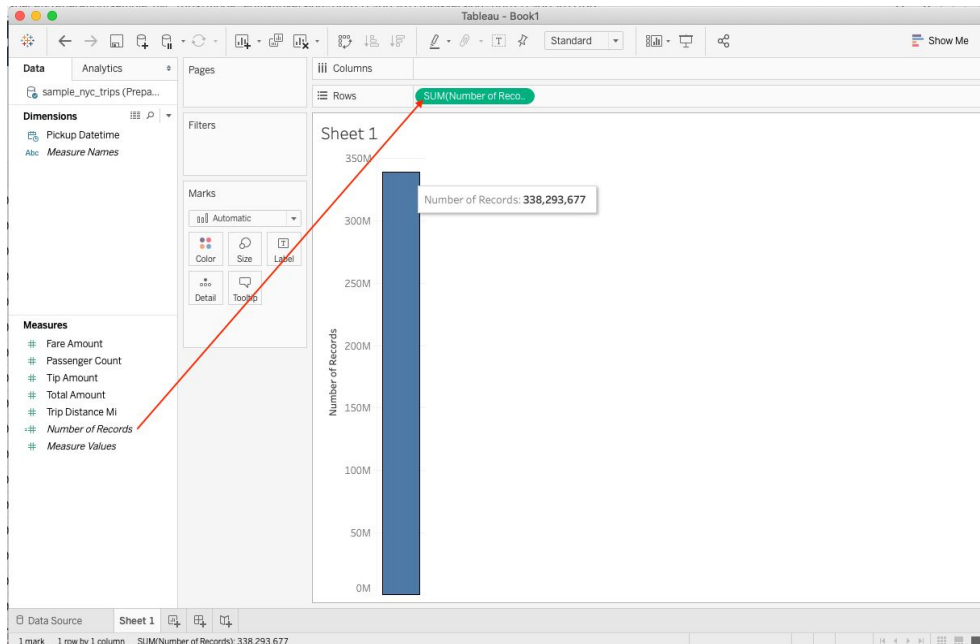 Tableau - Book1
Standard
Show Me
Data
Analytics
Pages
Columns
sample_nyc_trips (Prepa...
Rows
SUM(Number of Reco..
Dimensions
Filters
Pickup Datetime
Abc Measure Names
Sheet 1
350M
Marks
Number of Records: 338,293,677
Automatic
300M
Color
Size
Label
250M
Detail
Tooltip
Measures
Fare Amount
Passenger Count
200M
Tip Amount
Total Amount
Trip Distance Mi
150M
Number of Records
Measure Values
Number of Records
100M
50M
0M
Data Source
Sheet 1
1 mark 1 row by 1 column SUM(Number of Records): 338,293,677